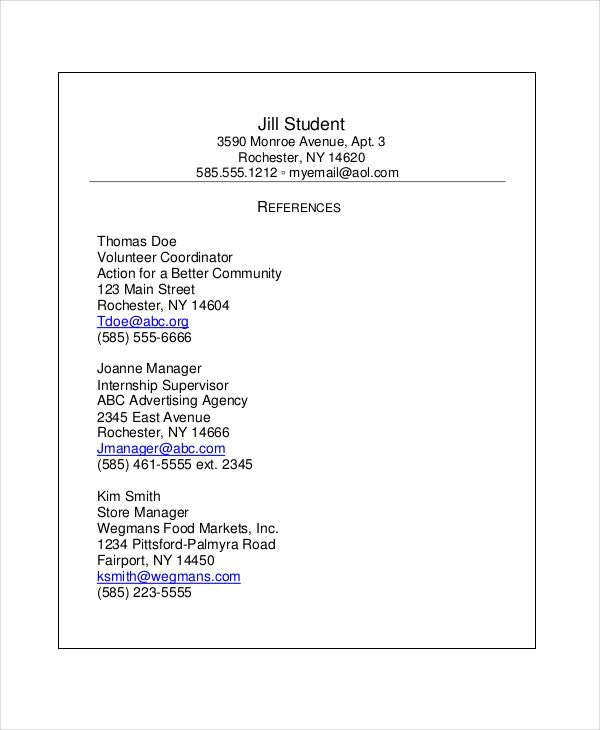 Jill Student
3590 Monroe Avenue, Apt. 3
Rochester, NY 14620
585.555.1212 ▫ myemail@aol.com
REFERENCES
Thomas Doe
Volunteer Coordinator
Action for a Better Community
123 Main Street
Rochester, NY 14604
Tdoe@abc.org
(585) 555-6666
Joanne Manager
Internship Supervisor
ABC Advertising Agency
2345 East Avenue
Rochester, NY 14666
Jmanager@abc.com
(585) 461-5555 ext. 2345
Kim Smith
Store Manager
Wegmans Food Markets, Inc.
1234 Pittsford-Palmyra Road
Fairport, NY 14450
ksmith@wegmans.com
(585) 223-5555